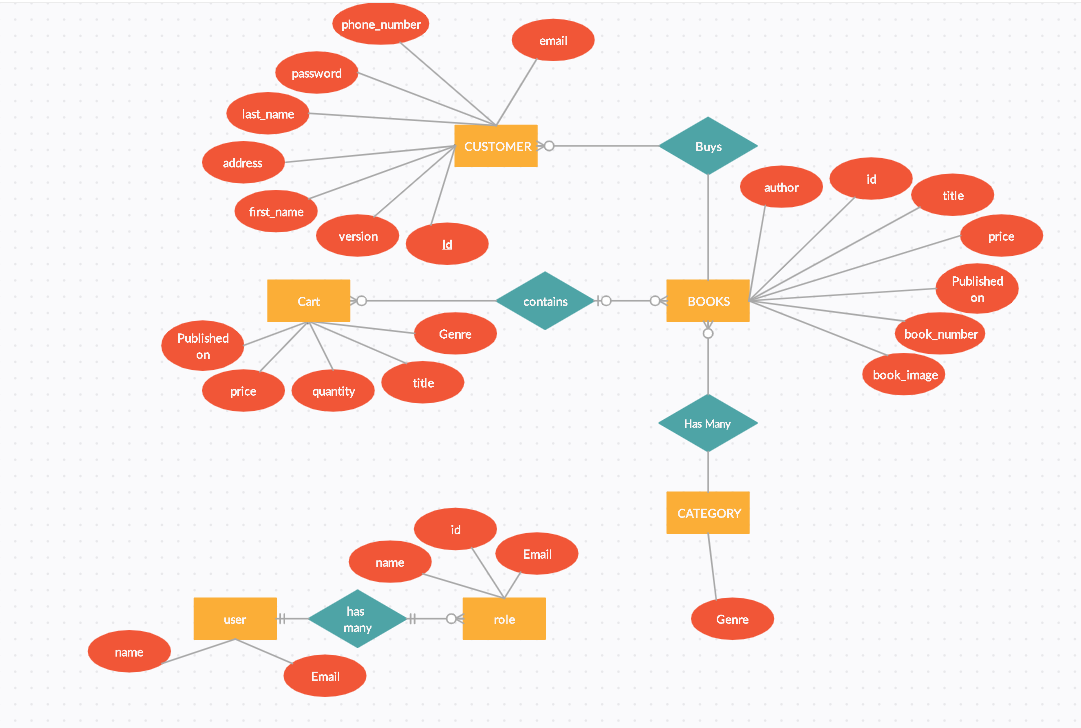 phone_number
email
password
last_name
CUSTOMER
Buys
address
author
id
title
first_name
version
id
price
Published
on
Cart
contains
BOOKS
Genre
book_number
Published
on
price
quantity
title
book_image
Has Many
CATEGORY
id
name
Email
user
has
many
role
Genre
name
Email